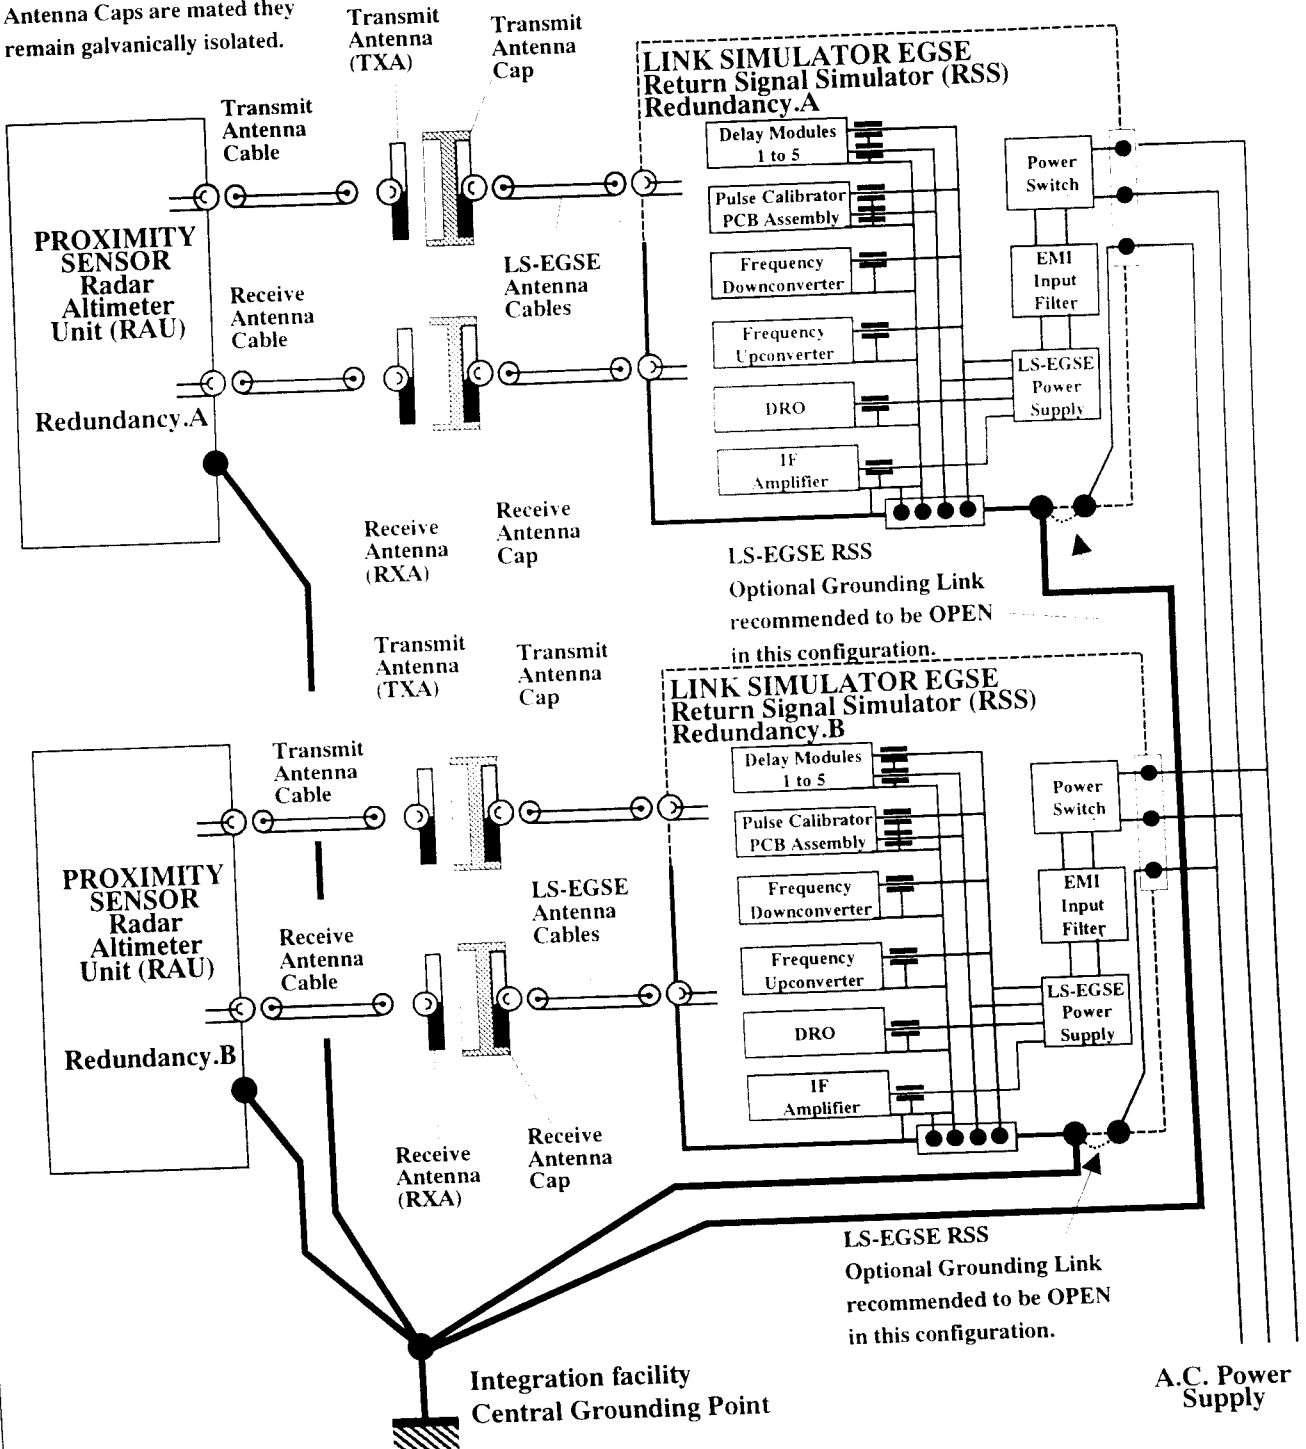 Antenna Caps are mated they
remain galvanically isolated.
Transmit
Antenna
(TXA)
Transmit
Antenna
Cap
Transmit
Antenna
Cable
LINK SIMULATOR EGSE
Return Signal Simulator (RSS)
Redundancy.A
Delay Modules
1 to 5
Power
Switch
Pulse Calibrator
PCB Assembly
PROXIMITY
SENSOR
Radar
Altimeter
Unit (RAU)
Redundancy.A
LS-EGSE
Antenna
Cables
Frequency
Downconverter
EMI
Input
Filter
Receive
Antenna
Cable
Frequency
Upconverter
LS-EGSE
Power
Supply
DRO
IF
Amplifier
Receive
Antenna
(RXA)
Receive
Antenna
Cap
LS-EGSE RSS
Optional Grounding Link
recommended to be OPEN
in this configuration.
Transmit
Antenna
(TXA)
Transmit
Antenna
Cap
LINK SIMULATOR EGSE
Return Signal Simulator (RSS)
Redundancy.B
Transmit
Antenna
Cable
Delay Modules
1 to 5
Power
Switch
Pulse Calibrator
PCB Assembly
PROXIMITY
SENSOR
Radar
Altimeter
Unit (RAU)
Redundancy.B
LS-EGSE
Antenna
Cables
Frequency
Downconverter
EMI
Input
Filter
Receive
Antenna
Cable
Frequency
Upconverter
LS-EGSE
Power
Supply
DRO
IF
Amplifier
Receive
Antenna
(RXA)
Receive
Antenna
Cap
LS-EGSE RSS
Optional Grounding Link
recommended to be OPEN
in this configuration.
Integration facility
Central Grounding Point
A.C. Power
Supply